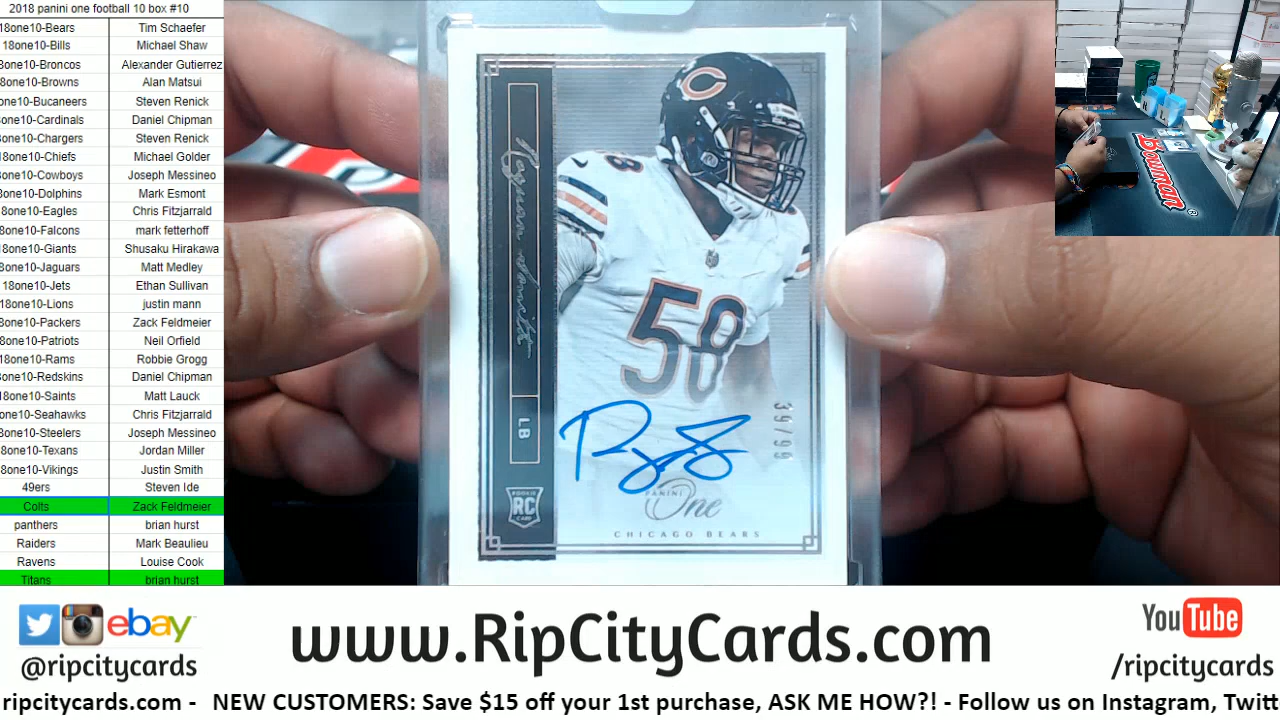 2018 panini one football 10 box #10
18one10-Bears Tim Schaefer
18one10-Bills Michael Shaw
8one10-Broncos Alexander Gutierrez
8one10-Browns Alan Matsui
one10-Bucaneers Steven Renick
8one10-Cardinals Daniel Chipman
8one10-Chargers Steven Renick
18one10-Chiefs Michael Golder
8one10-Cowboys Joseph Messineo
8one10-Dolphins Mark Esmont
18one10-Eagles Chris Fitzjarrald
8one10-Falcons mark fetterhoff
18one10-Giants Shusaku Hirakawa
8one10-Jaguars Matt Medley
18one10-Jets Ethan Sullivan
18one10-Lions justin mann
8one10-Packers Zack Feldmeier
8one10-Patriots Neil Orfield
18one10-Rams Robbie Grogg
8one10-Redskins Daniel Chipman
18one10-Saints Matt Lauck
one10-Seahawks Chris Fitzjarrald
8one10-Steelers Joseph Messineo
8one10-Texans Jordan Miller
8one10-Vikings Justin Smith
49ers Steven Ide
Colts Zack Feldmeier
panthers brian hurst
Raiders Mark Beaulieu
Ravens Louise Cook
Titans brian hurst
Roquan Smith
LB
ROOKIE
RC
CARD
C
58
58
39/99
PANINI
One
CHICAGO BEARS
Bowman
ebay
@ripcitycards
www.RipCityCards.com
YouTube
/ripcitycards
ripcitycards.com - NEW CUSTOMERS: Save $15 off your 1st purchase, ASK ME HOW?! - Follow us on Instagram, Twitt